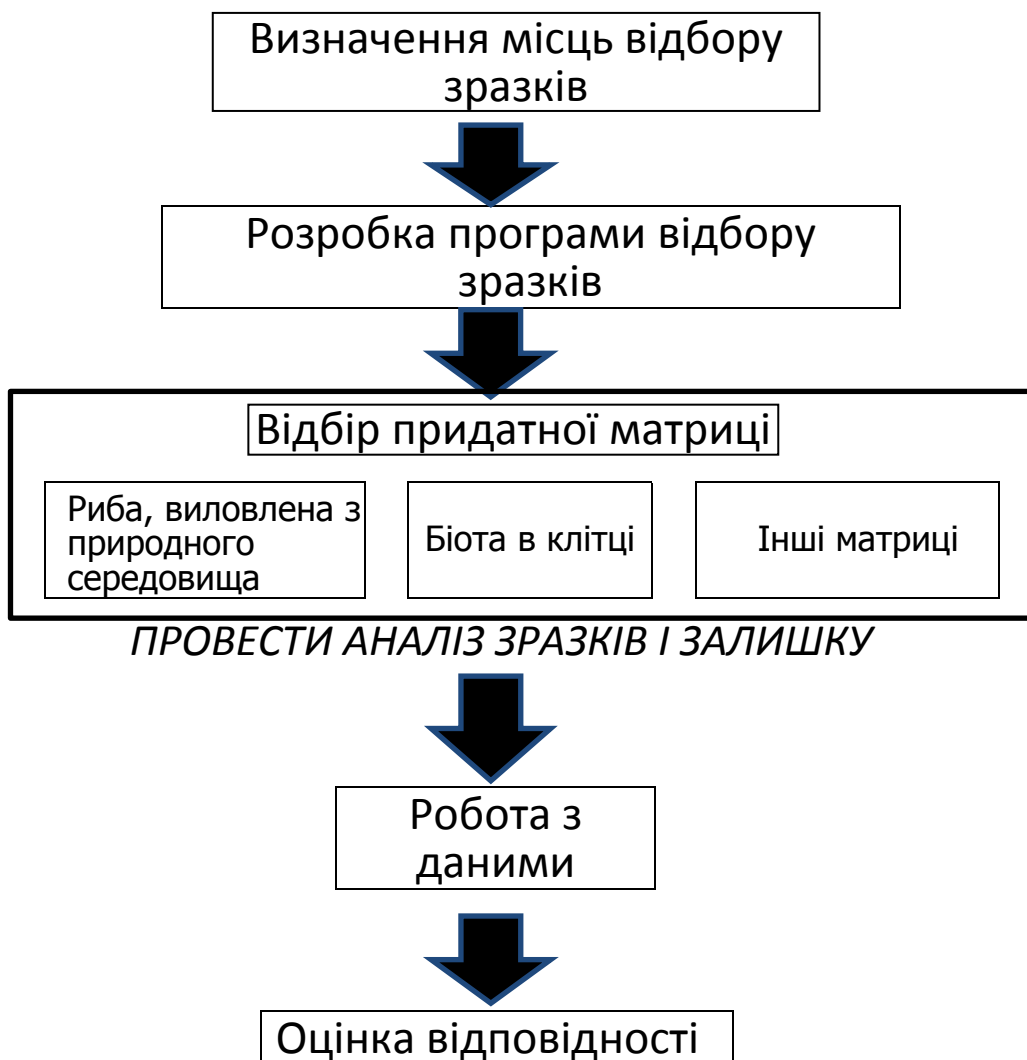 Визначення місць відбору
зразків
Розробка програми відбору
зразків
Відбір придатної матриці
Риба, виловлена з
природного
середовища
Біота в клітці
Інші матриці
ПРОВЕСТИ АНАЛІЗ ЗРАЗКІВ І ЗАЛИШКУ
Робота з
даними
Оцінка відповідності